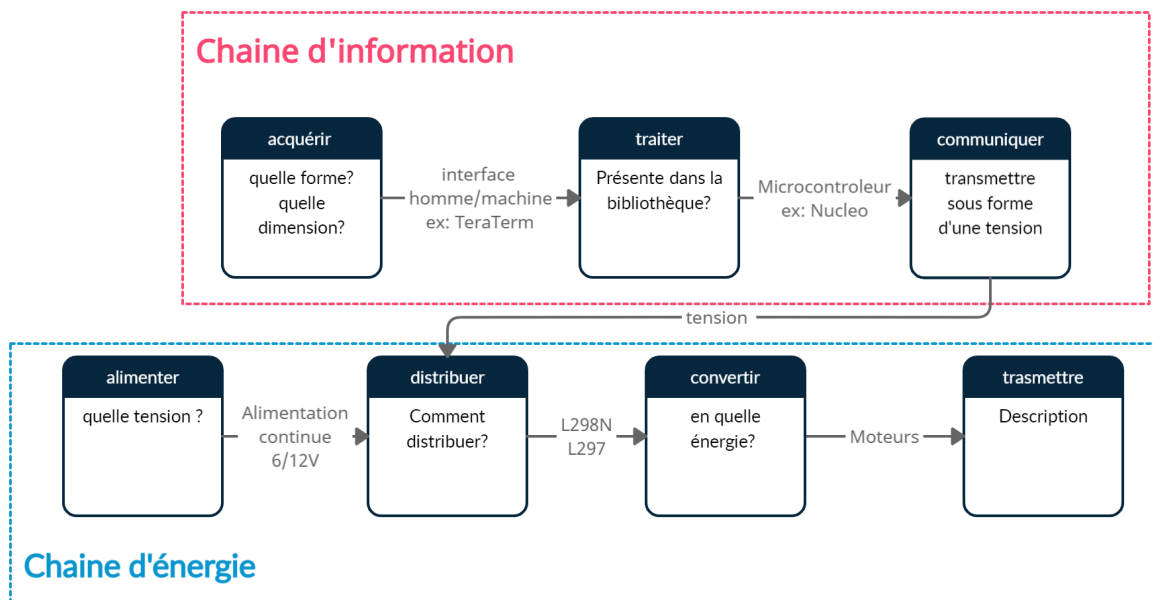 Chaine d'information
acquérir
quelle forme?
quelle
dimension?
interface
homme/machine
ex: TeraTerm
traiter
Présente dans la
bibliothèque?
Microcontroleur
ex: Nucleo
communiquer
transmettre
sous forme
d'une tension
tension
alimenter
quelle tension ?
Alimentation
continue
6/12V
distribuer
Comment
distribuer?
L298N
L297
convertir
en quelle
énergie?
Moteurs
trasmettre
Description
Chaine d'énergie